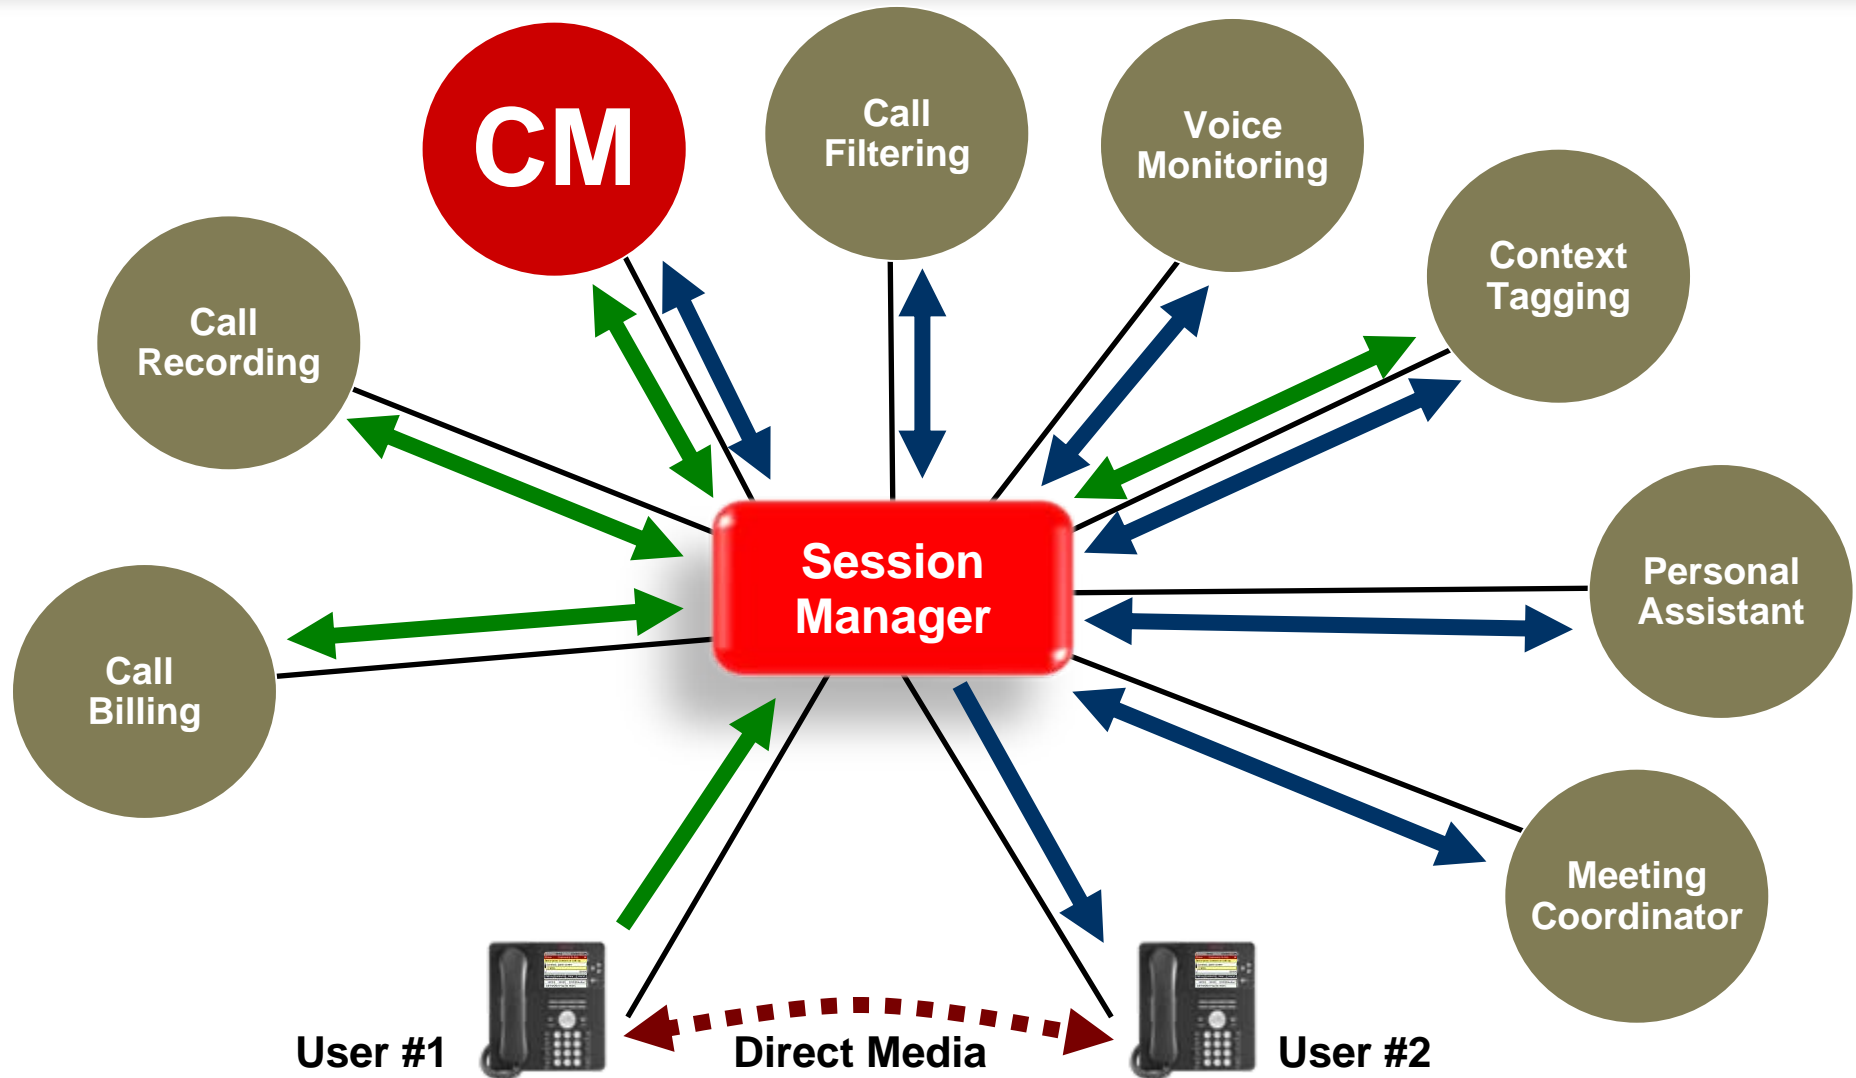 CM
Call
Filtering
Voice
Monitoring
Context
Tagging
Call
Recording
Session
Manager
Personal
Assistant
Call
Billing
Meeting
Coordinator
User #1
Direct Media
User #2